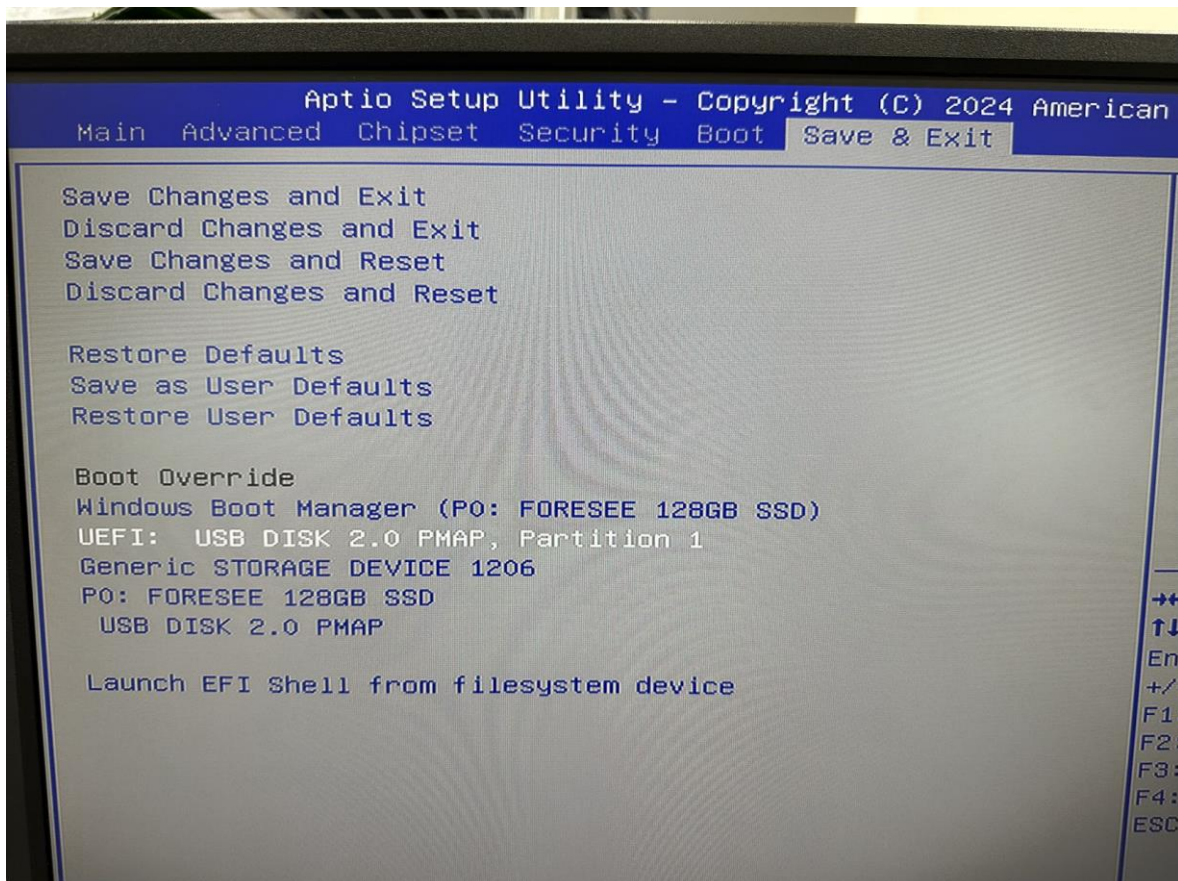 Aptio Setup Utility – Copyright (C) 2024 American
Main Advanced Chipset Security Boot Save & Exit
Save Changes and Exit
Discard Changes and Exit
Save Changes and Reset
Discard Changes and Reset
Restore Defaults
Save as User Defaults
Restore User Defaults
Boot Override
Windows Boot Manager (P0: FORESEE 128GB SSD)
UEFI: USB DISK 2.0 PMAP, Partition 1
Generic STORAGE DEVICE 1206
P0: FORESEE 128GB SSD
USB DISK 2.0 PMAP
Launch EFI Shell from filesystem device
→←
↑↓
En
+/
F1
F2
F3:
F4:
ESC